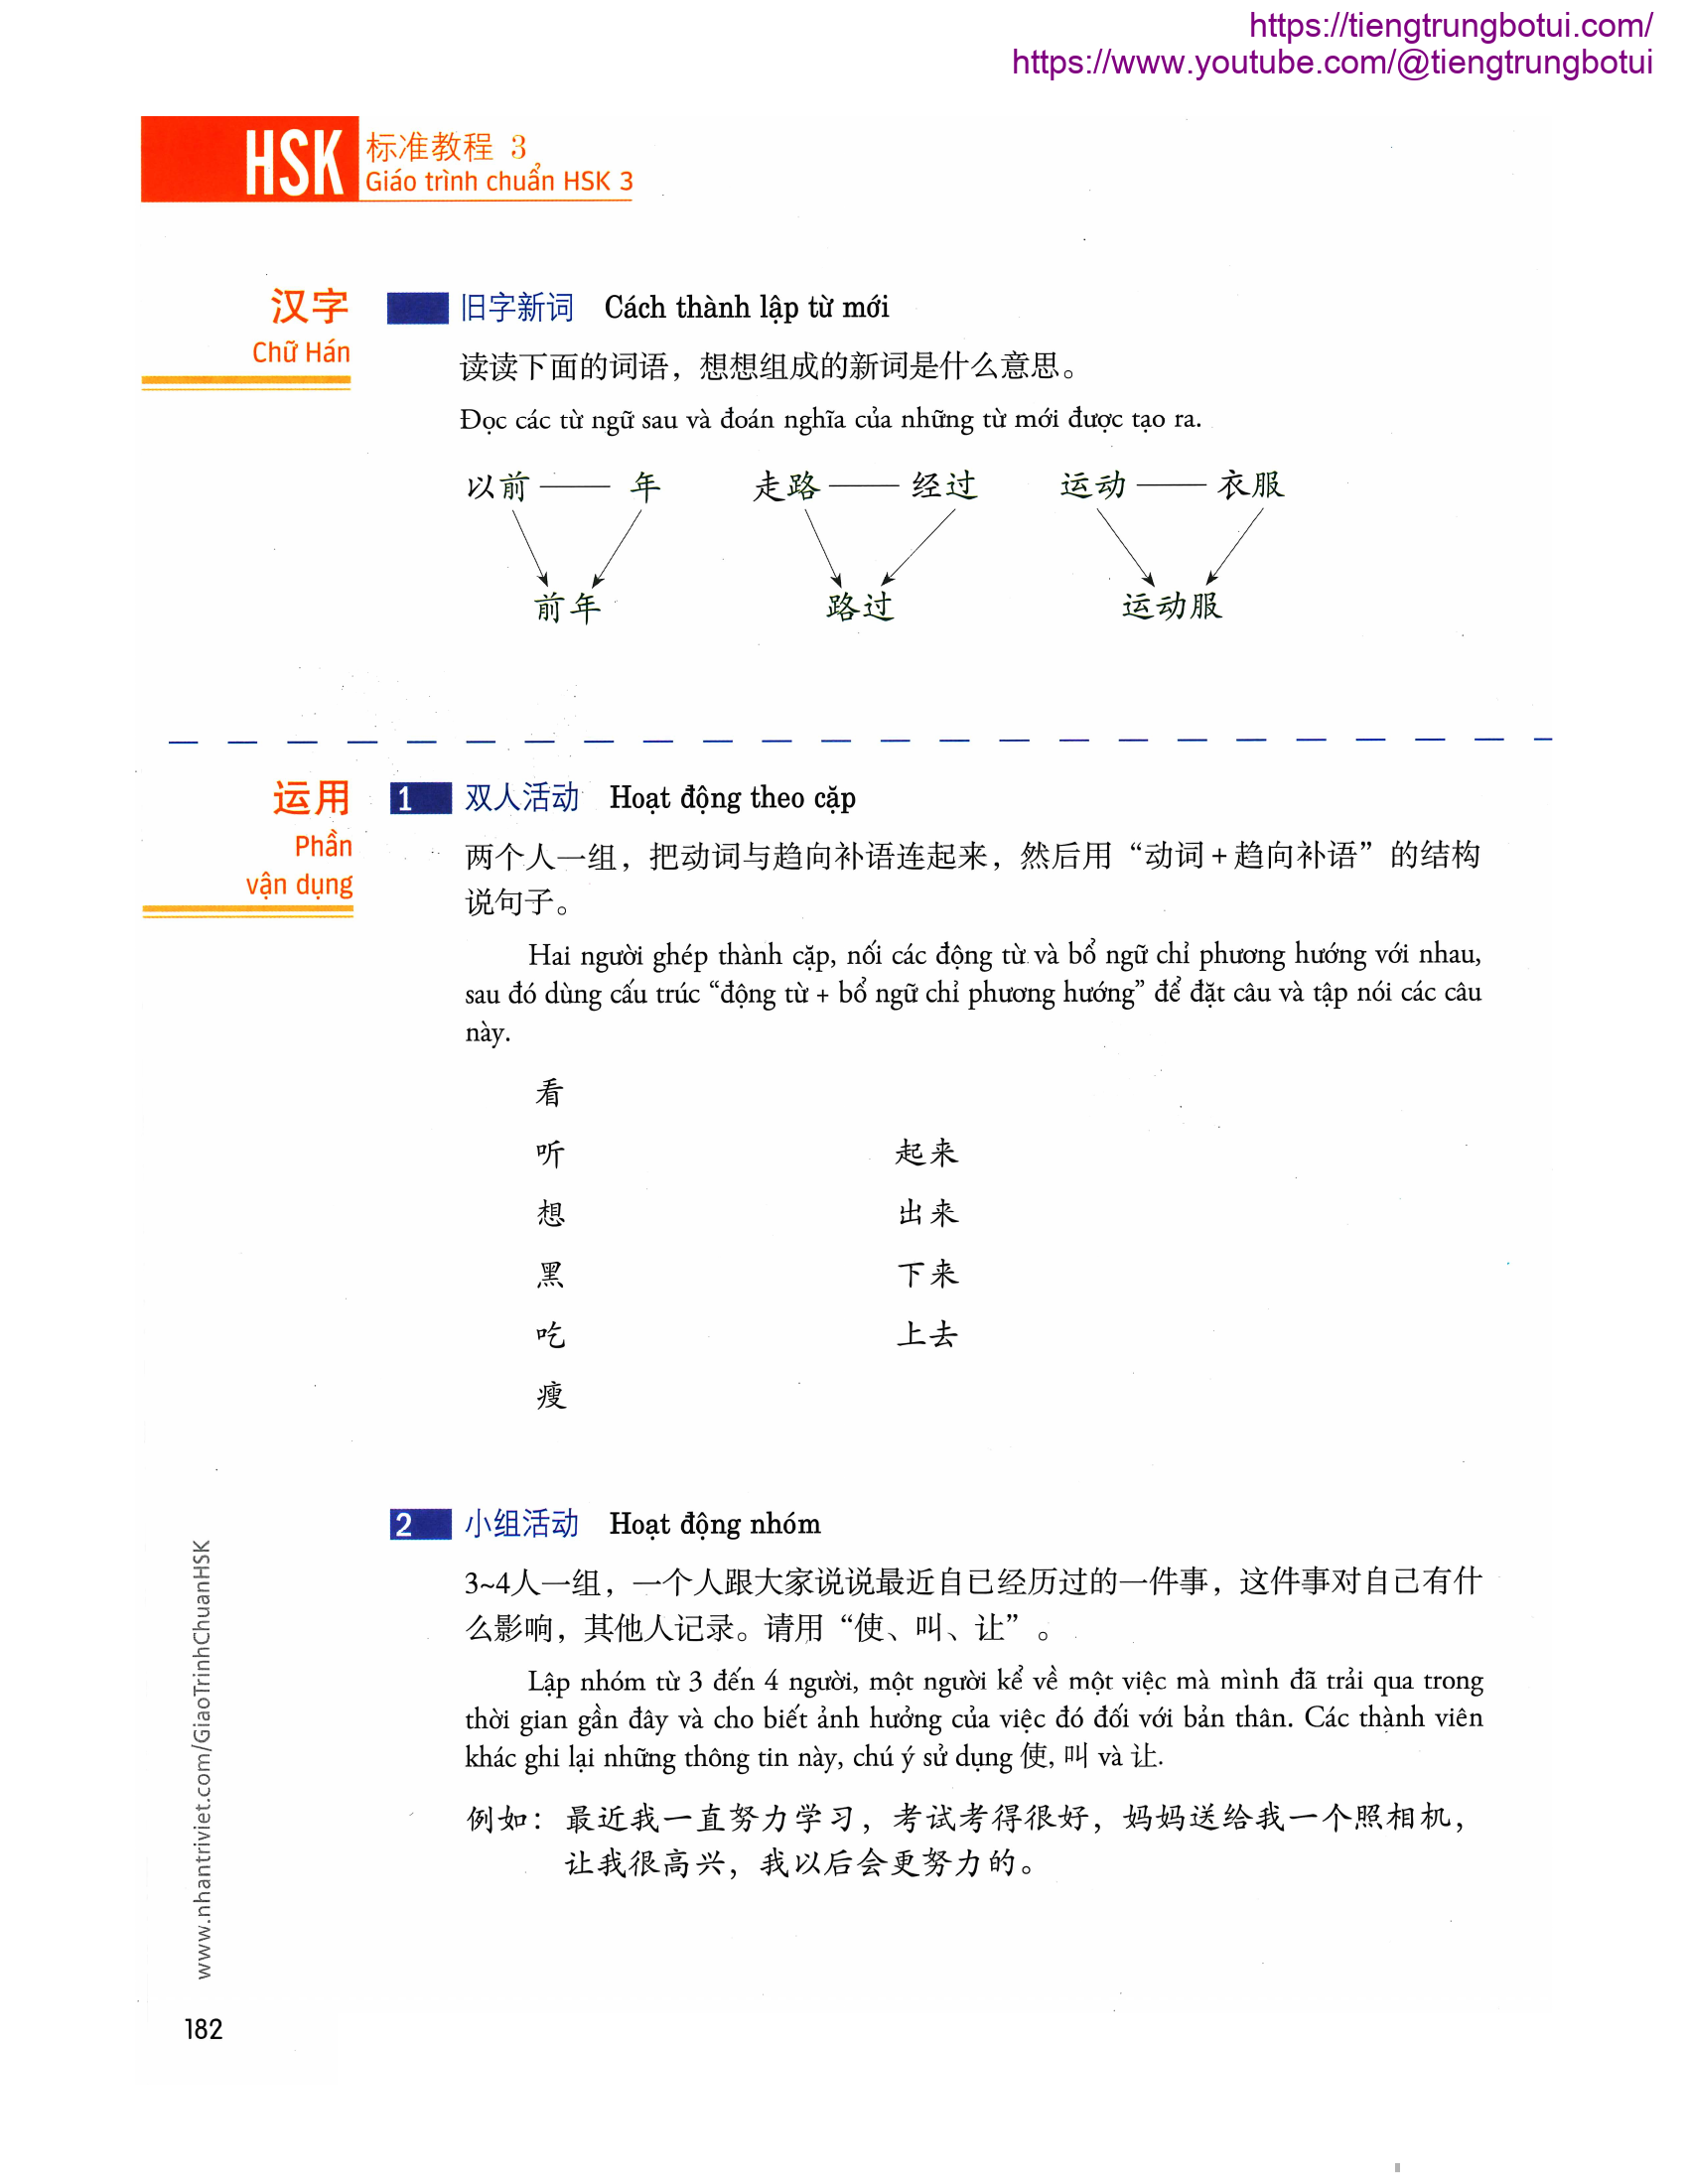 https://tiengtrungbotui.com/
https://www.youtube.com/@tiengtrungbotui
HSK 标准教程 3
Giáo trình chuẩn HSK 3
汉字
Chữ Hán
旧字新词 Cách thành lập từ mới
读读下面的词语，想想组成的新词是什么意思。
Đọc các từ ngữ sau và đoán nghĩa của những từ mới được tạo ra.
以前 —— 年 走路 —— 经过 运动 —— 衣服
前年 路过 运动服
运用
Phần
vận dụng
1 双人活动 Hoạt động theo cặp
两个人一组，把动词与趋向补语连起来，然后用“动词+趋向补语”的结构
说句子。
Hai người ghép thành cặp, nối các động từ và bổ ngữ chỉ phương hướng với nhau,
sau đó dùng cấu trúc “động từ + bổ ngữ chỉ phương hướng” để đặt câu và tập nói các câu
này.
看
听 起来
想 出来
黑 下来
吃 上去
瘦
2 小组活动 Hoạt động nhóm
3~4人一组，一个人跟大家说说最近自己经历过的一件事，这件事对自己有什
么影响，其他人记录。请用“使、叫、让”。
Lập nhóm từ 3 đến 4 người, một người kể về một việc mà mình đã trải qua trong
thời gian gần đây và cho biết ảnh hưởng của việc đó đối với bản thân. Các thành viên
khác ghi lại những thông tin này, chú ý sử dụng 使, 叫 và 让.
例如：最近我一直努力学习，考试考得很好，妈妈送给我一个照相机，
让我很高兴，我以后会更努力的。
www.nhantriviet.com/GiaoTrinhChuanHSK
182